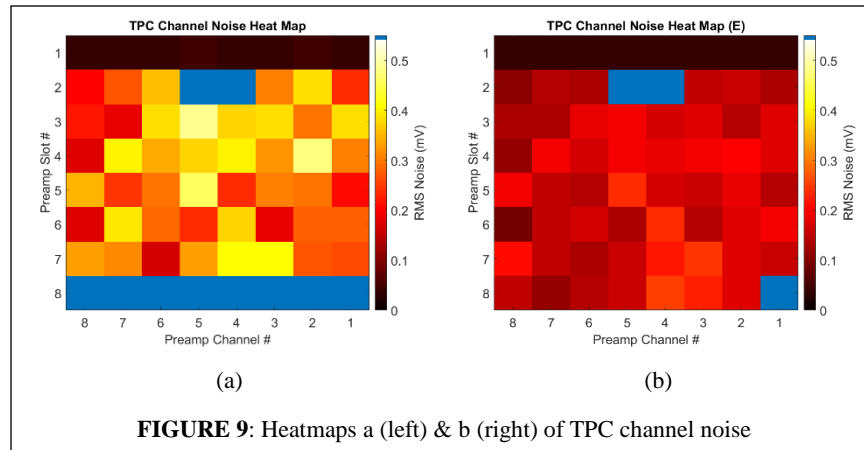 TPC Channel Noise Heat Map
1
2
3
4
5
6
7
8
Preamp Slot #
8 7 6 5 4 3 2 1
Preamp Channel #
0.5
0.4
0.3
0.2
0.1
0
RMS Noise (mV)
(a)
TPC Channel Noise Heat Map (E)
1
2
3
4
5
6
7
8
Preamp Slot #
8 7 6 5 4 3 2 1
Preamp Channel #
0.5
0.4
0.3
0.2
0.1
0
RMS Noise (mV)
(b)
FIGURE 9: Heatmaps a (left) & b (right) of TPC channel noise